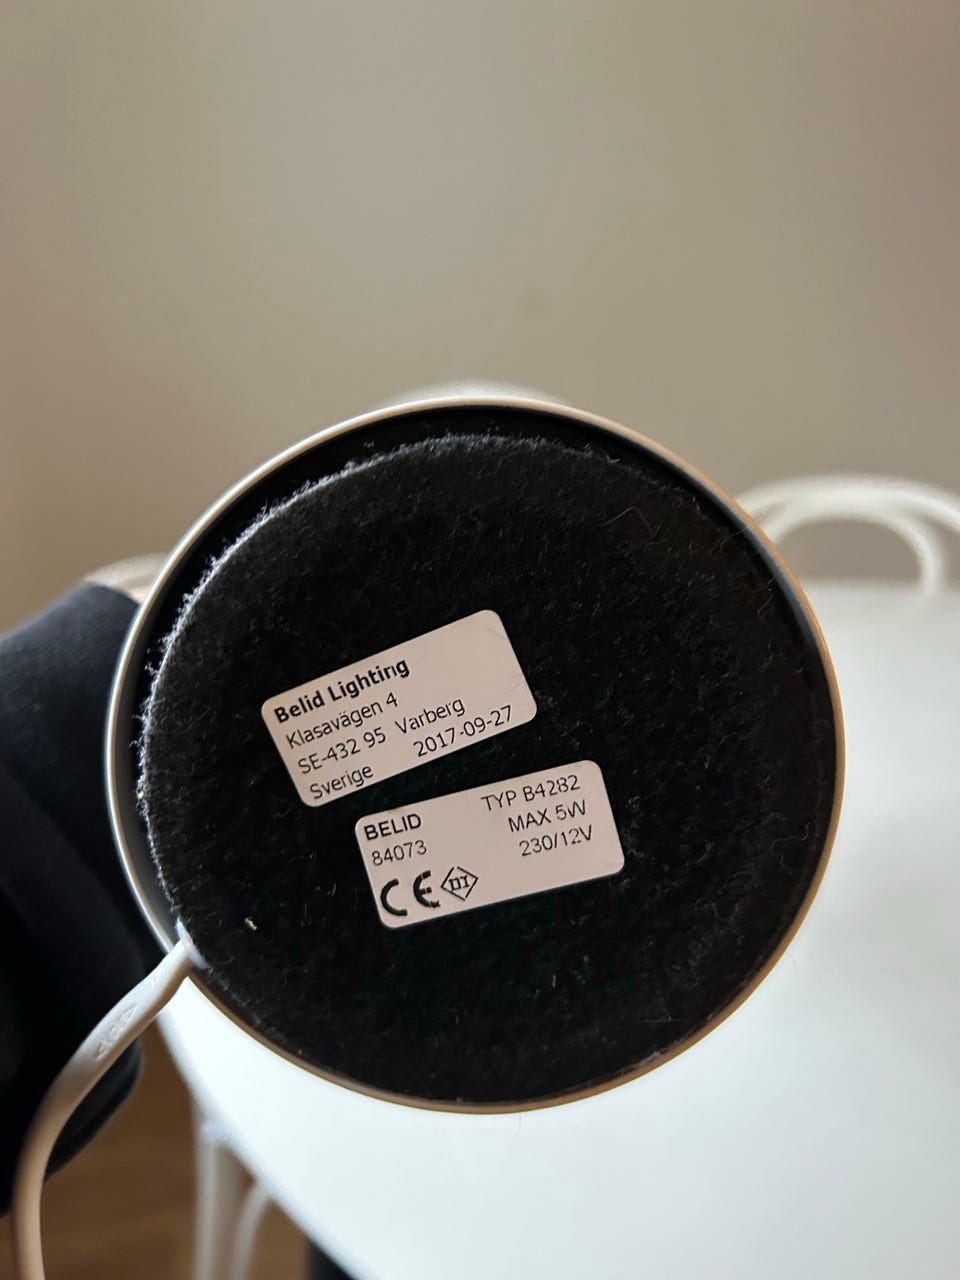 Belid Lighting
Klasavägen 4
SE-432 95 Varberg
Sverige 2017-09-27
BELID TYP B4282
84073 MAX 5W
230/12V
CE